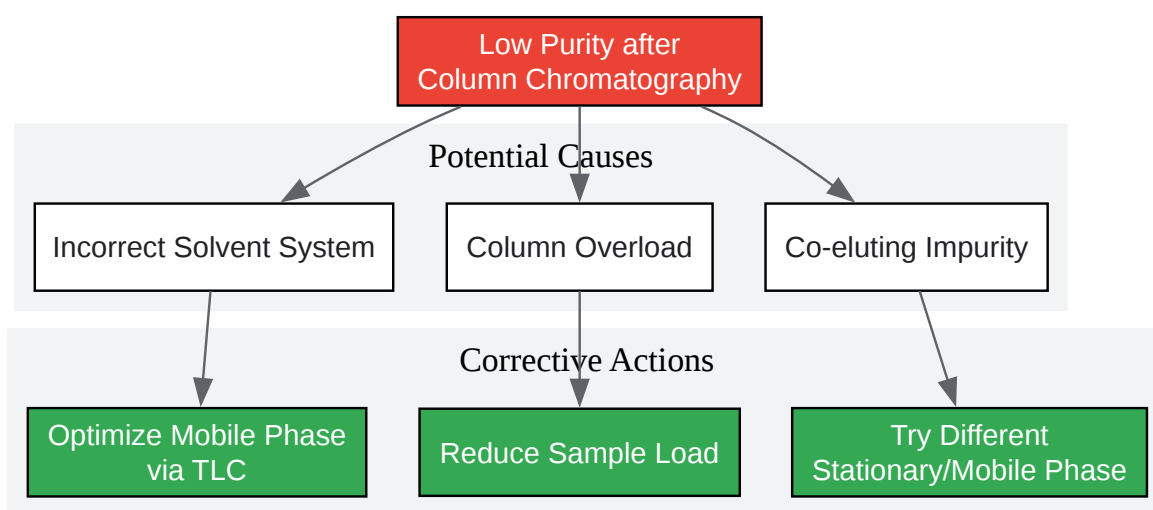 Low Purity after
Column Chromatography
Potential Causes
Incorrect Solvent System
Column Overload
Co-eluting Impurity
Corrective Actions
Optimize Mobile Phase
via TLC
Reduce Sample Load
Try Different
Stationary/Mobile Phase